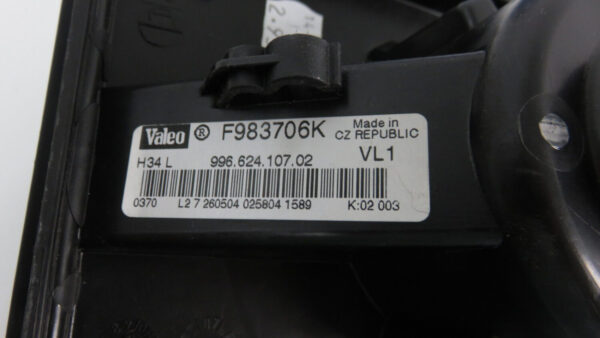 Valeo ® F983706K Made in
CZ REPUBLIC
H34 L 996.624.107.02 VL1
0370 L2 7 260504 025804 1589 K:02 003